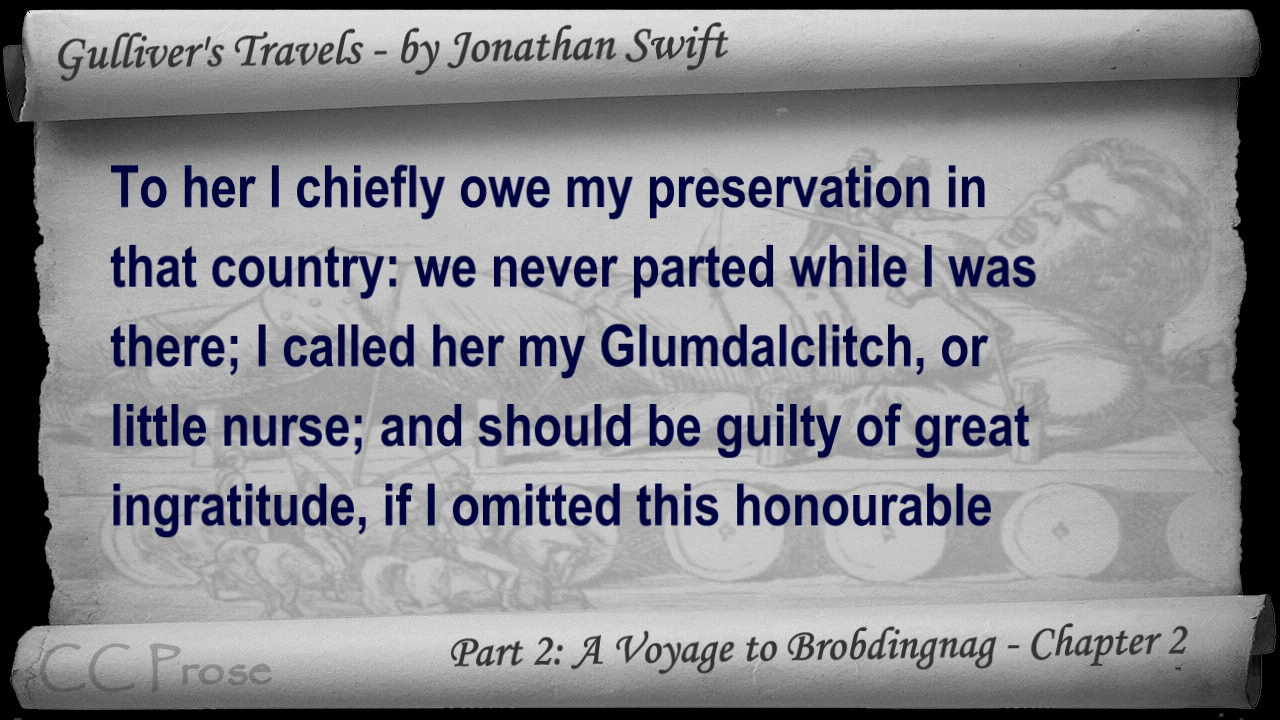 Gulliver's Travels - by Jonathan Swift
To her I chiefly owe my preservation in
that country: we never parted while I was
there; I called her my Glumdalclitch, or
little nurse; and should be guilty of great
ingratitude, if I omitted this honourable
Part 2: A Voyage to Brobdingnag - Chapter 2
CC Prose